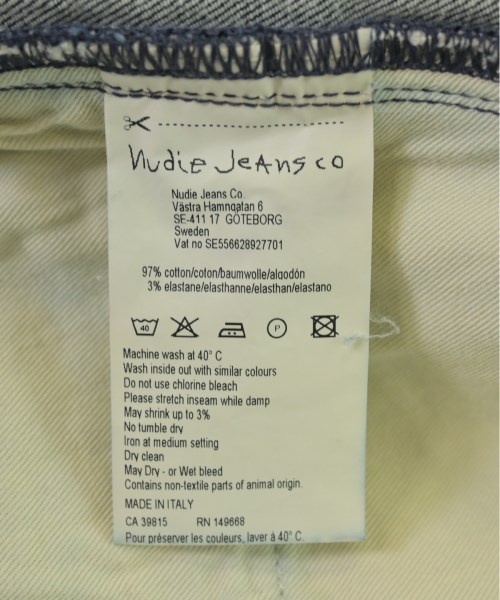 nudie jeans co
Nudie Jeans Co.
Västra Hamngatan 6
SE-411 17 GÖTEBORG
Sweden
Vat no SE556628927701
97% cotton/coton/baumwolle/algodón
3% elastane/elasthanne/elasthan/elastano
40
P
Machine wash at 40° C
Wash inside out with similar colours
Do not use chlorine bleach
Please stretch inseam while damp
May shrink up to 3%
No tumble dry
Iron at medium setting
Dry clean
May Dry - or Wet bleed
Contains non-textile parts of animal origin.
MADE IN ITALY
CA 39815 RN 149668
Pour préserver les couleurs, laver á 40° C.